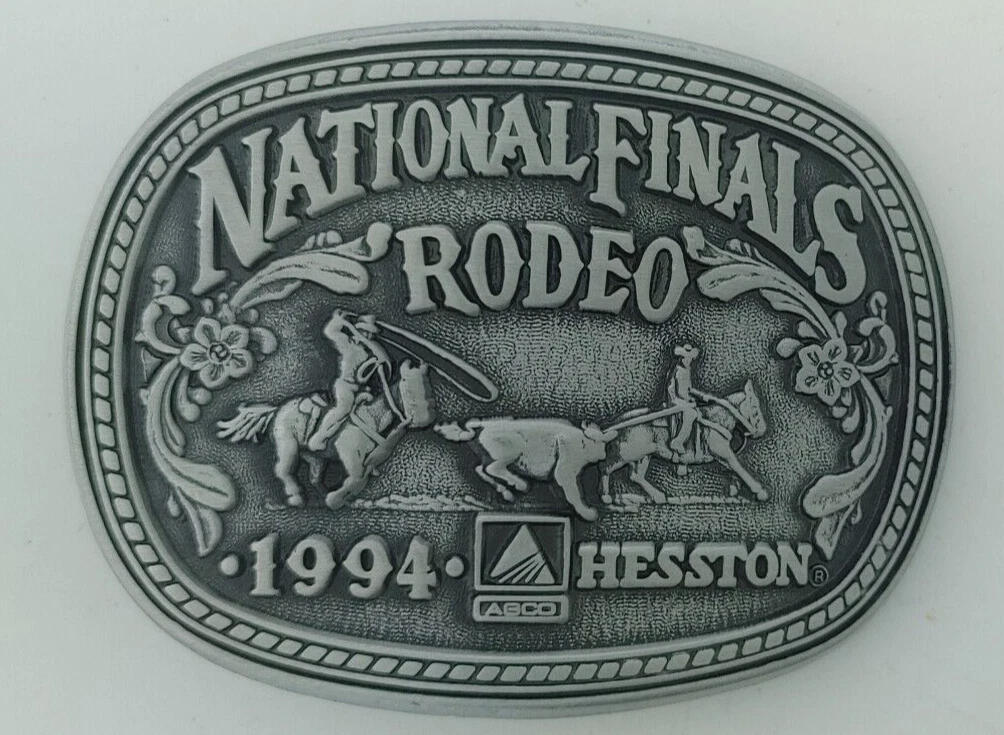 NATIONAL FINALS
RODEO
·1994· HESSTON®
AGCO